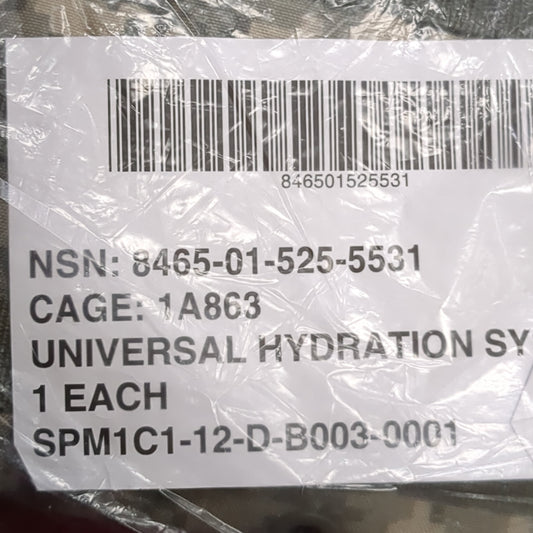 846501525531
NSN: 8465-01-525-5531
CAGE: 1A863
UNIVERSAL HYDRATION SY
1 EACH
SPM1C1-12-D-B003-0001